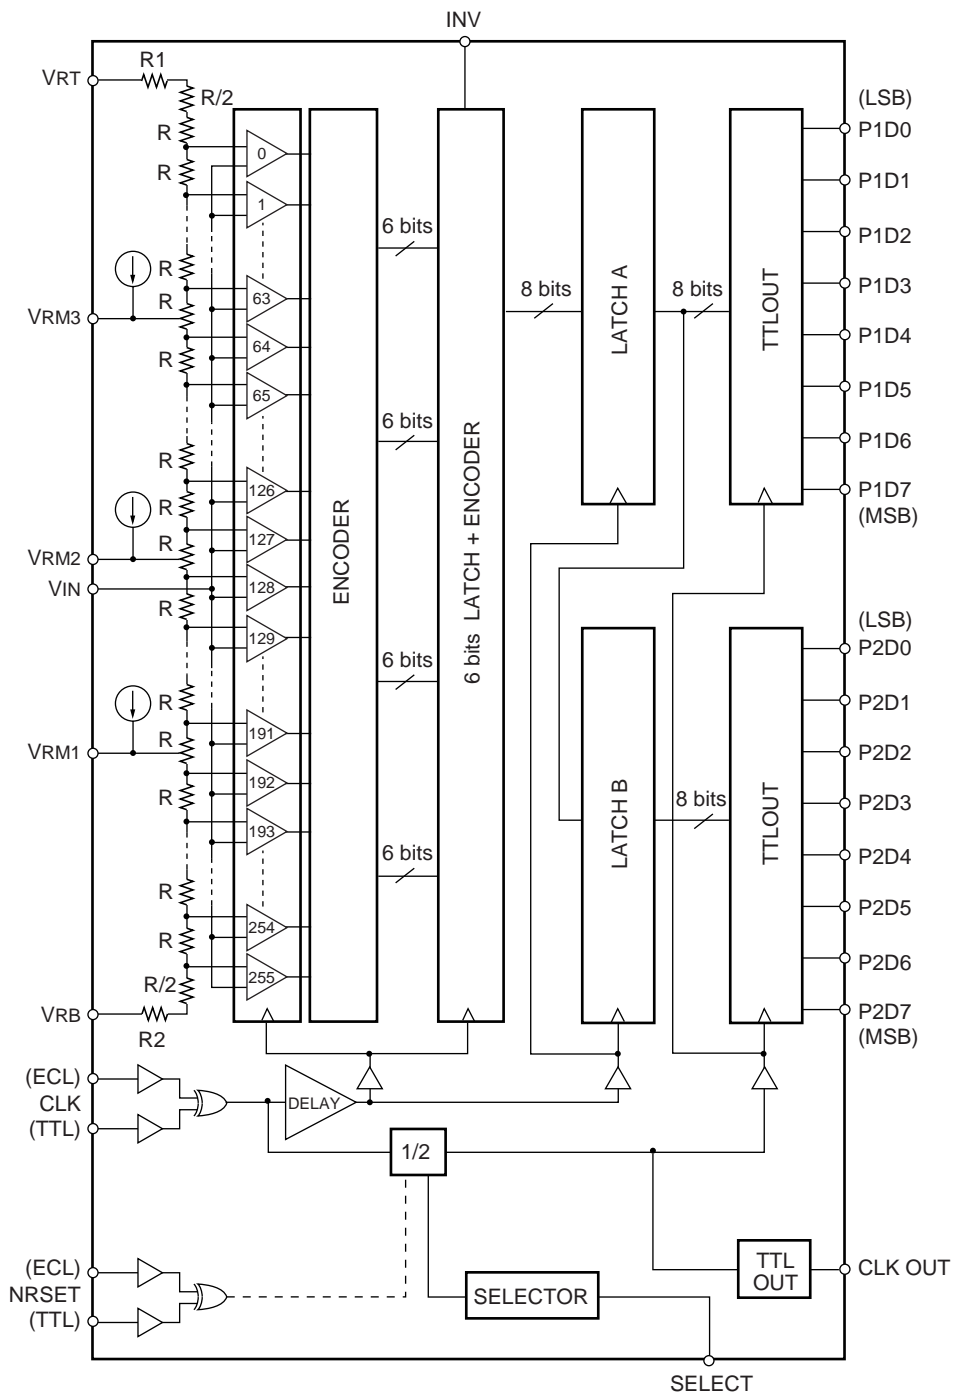 INV
VRT
R1
R/2
R
R
R
R
R
R
R
R
R
R
R
R
R
R
R/2
R2
VRM3
VRM2
VIN
VRM1
VRB
0
1
63
64
65
126
127
128
129
191
192
193
254
255
ENCODER
6 bits
6 bits
6 bits
6 bits
6 bits LATCH + ENCODER
8 bits
LATCH A
8 bits
TTLOUT
LATCH B
8 bits
TTLOUT
(LSB)
P1D0
P1D1
P1D2
P1D3
P1D4
P1D5
P1D6
P1D7
(MSB)
(LSB)
P2D0
P2D1
P2D2
P2D3
P2D4
P2D5
P2D6
P2D7
(MSB)
(ECL)
CLK
(TTL)
DELAY
1/2
(ECL)
NRSET
(TTL)
SELECTOR
TTL
OUT
CLK OUT
SELECT